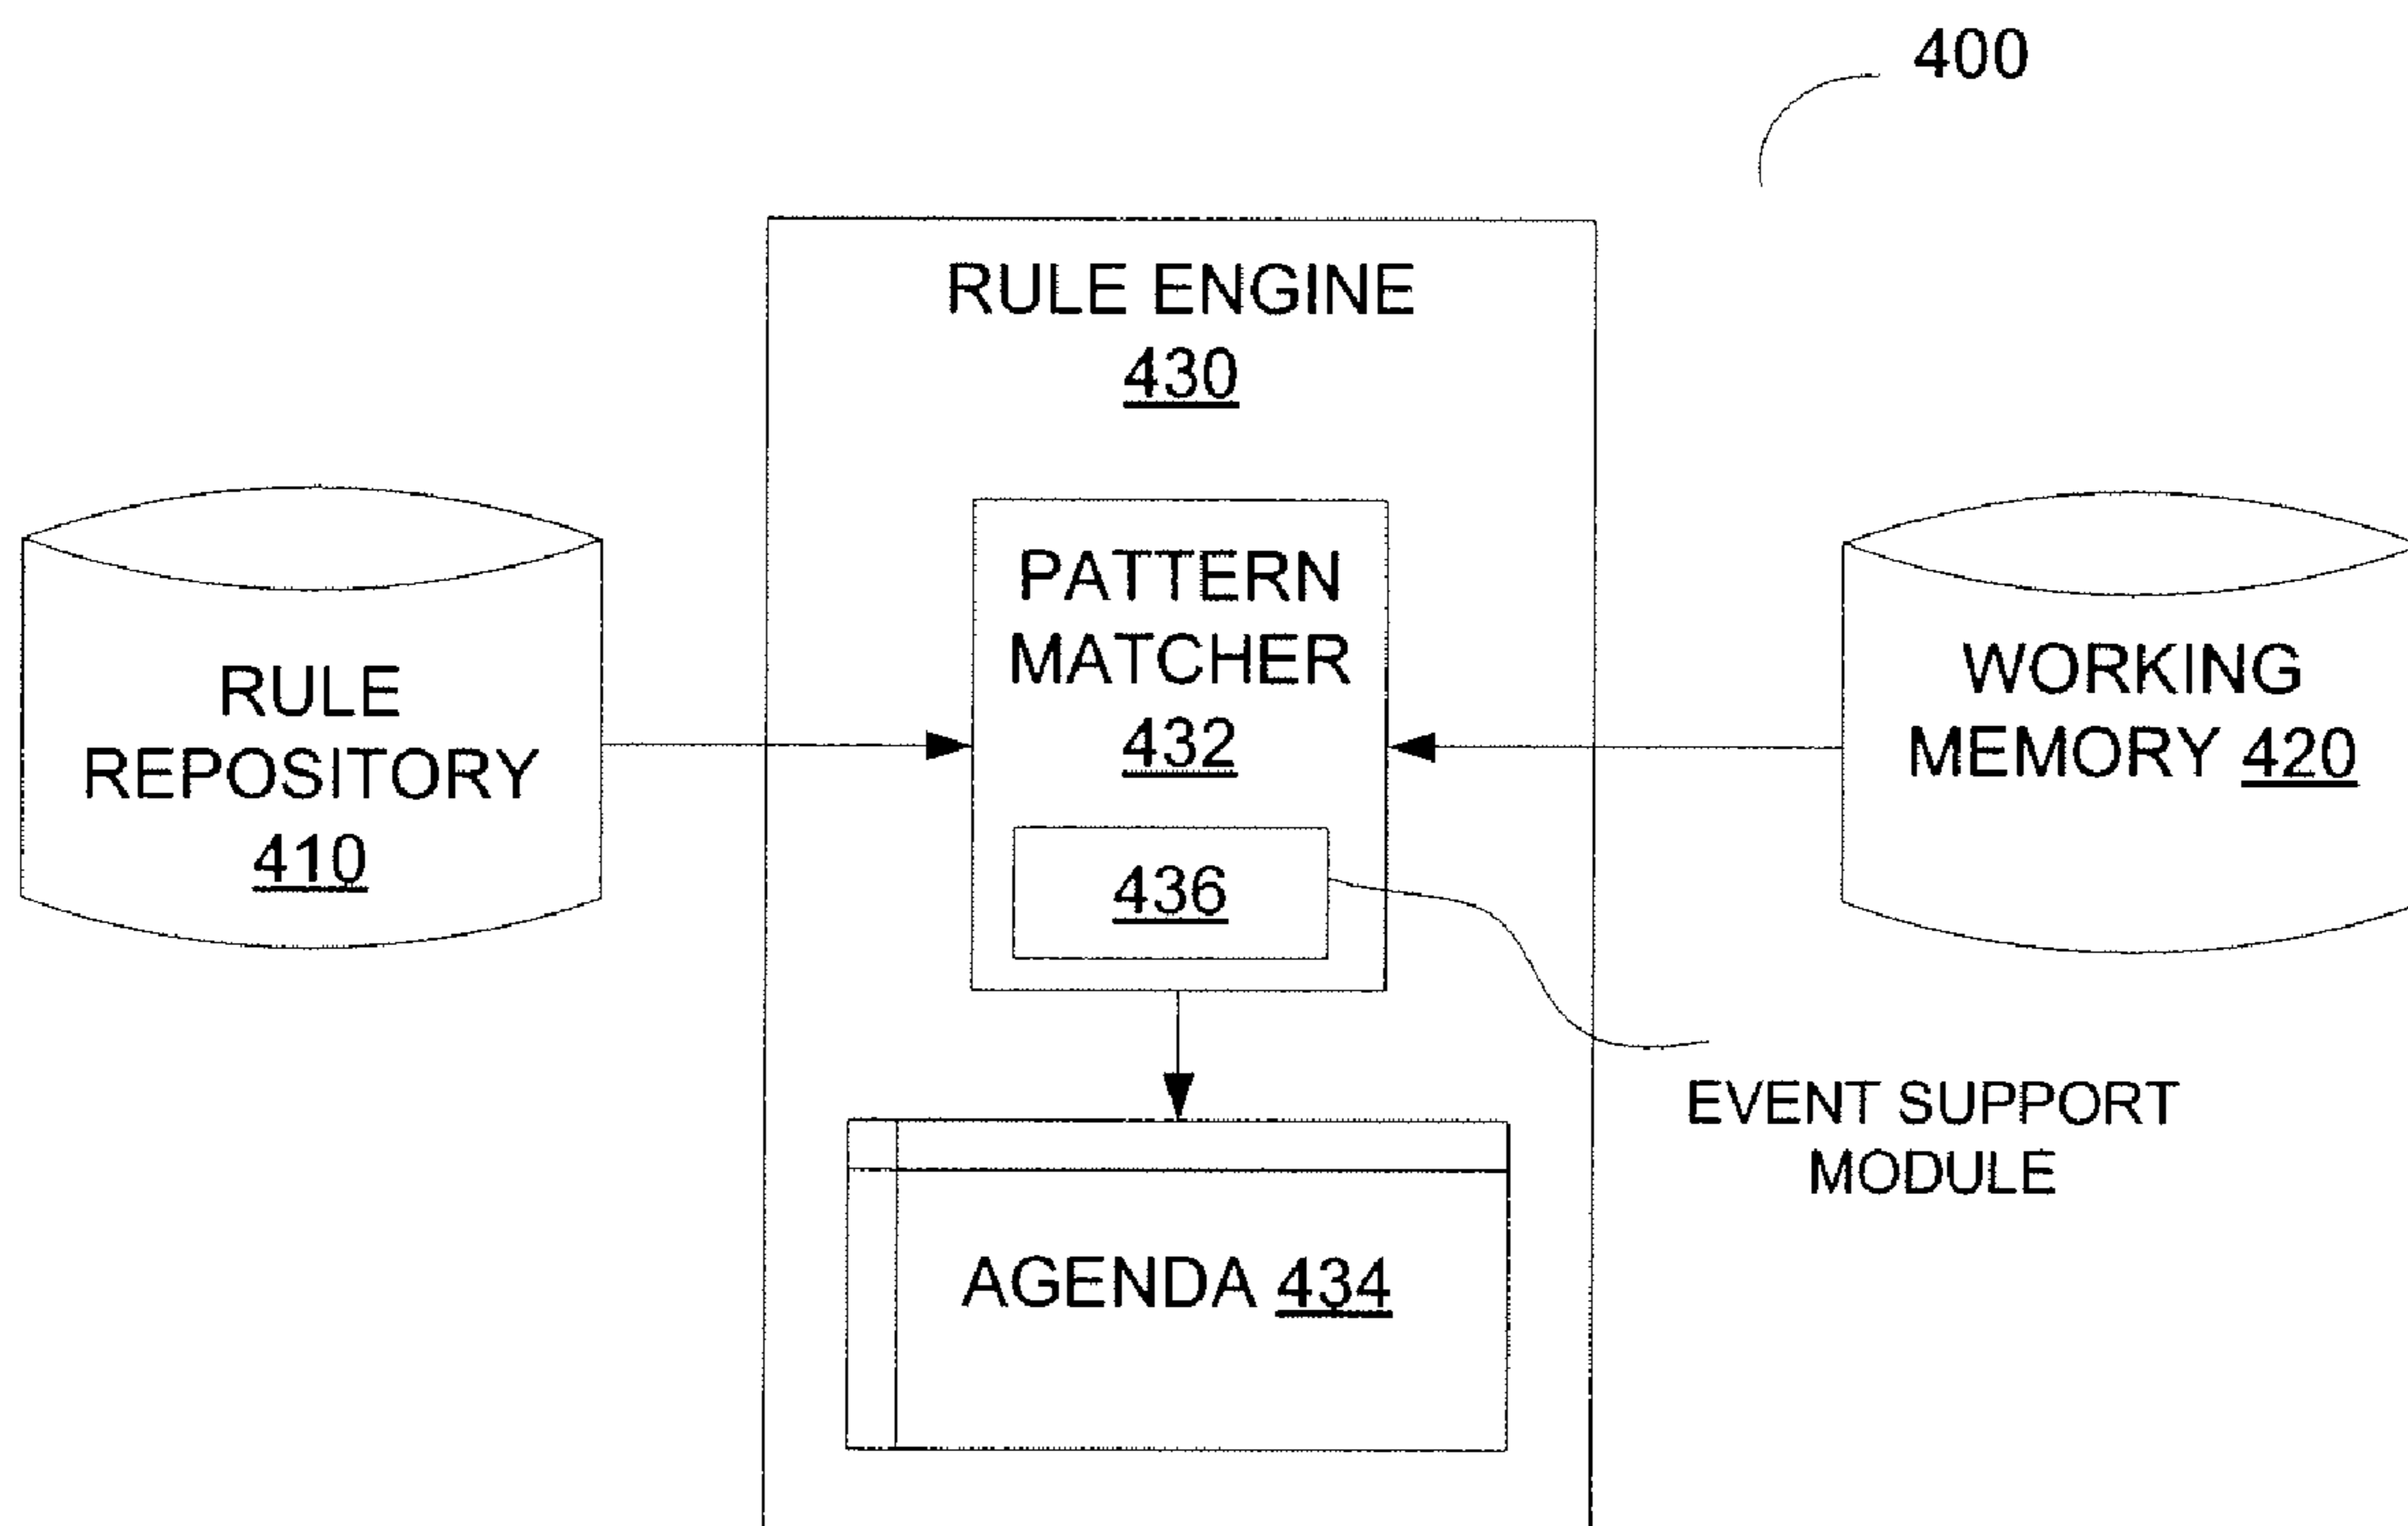 400
RULE ENGINE
430
PATTERN
MATCHER
432
436
RULE
REPOSITORY
410
WORKING
MEMORY 420
EVENT SUPPORT
MODULE
AGENDA 434